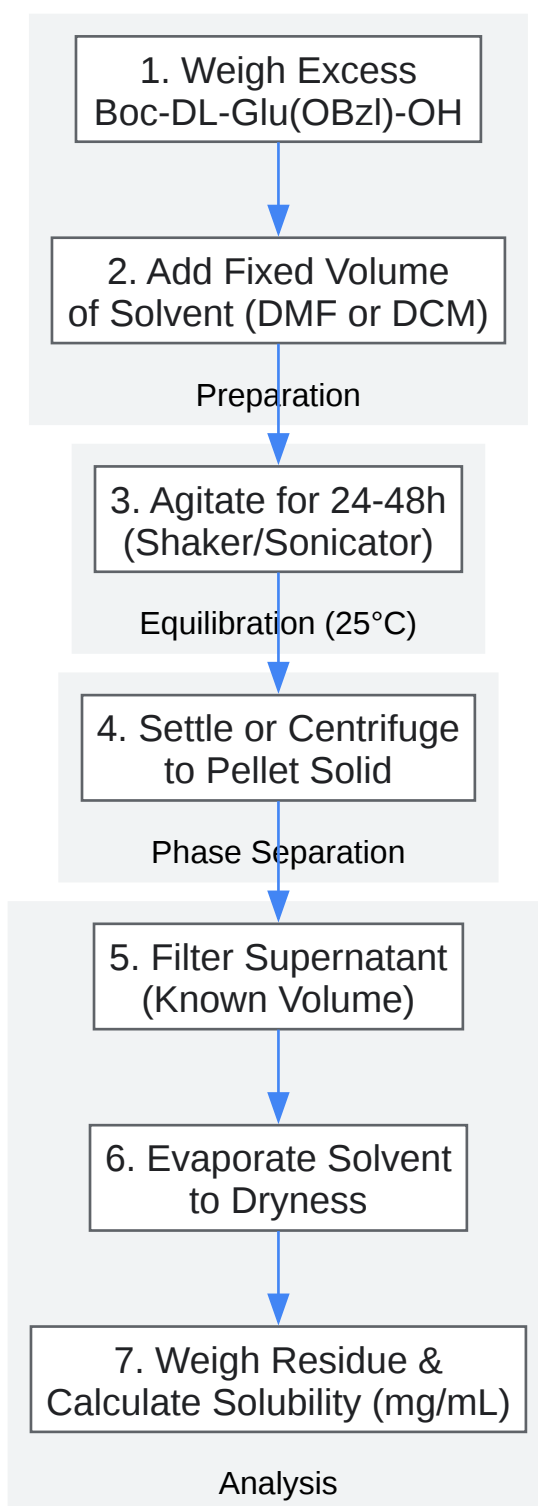 1. Weigh Excess
Boc-DL-Glu(OBzl)-OH
2. Add Fixed Volume
of Solvent (DMF or DCM)
Preparation
3. Agitate for 24-48h
(Shaker/Sonicator)
Equilibration (25°C)
4. Settle or Centrifuge
to Pellet Solid
Phase Separation
5. Filter Supernatant
(Known Volume)
6. Evaporate Solvent
to Dryness
7. Weigh Residue &
Calculate Solubility (mg/mL)
Analysis